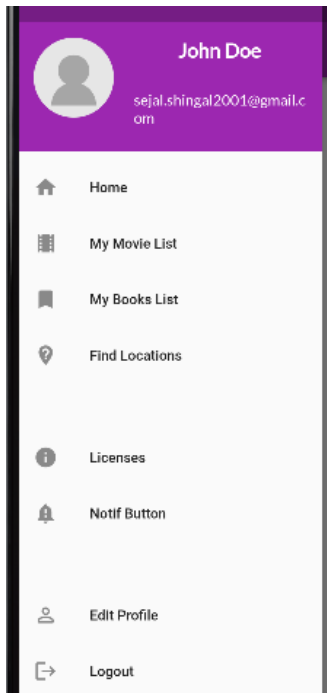 John Doe
sejal.shingal2001@gmail.c
om
Home
My Movie List
My Books List
Find Locations
Licenses
Notif Button
Edit Profile
Logout